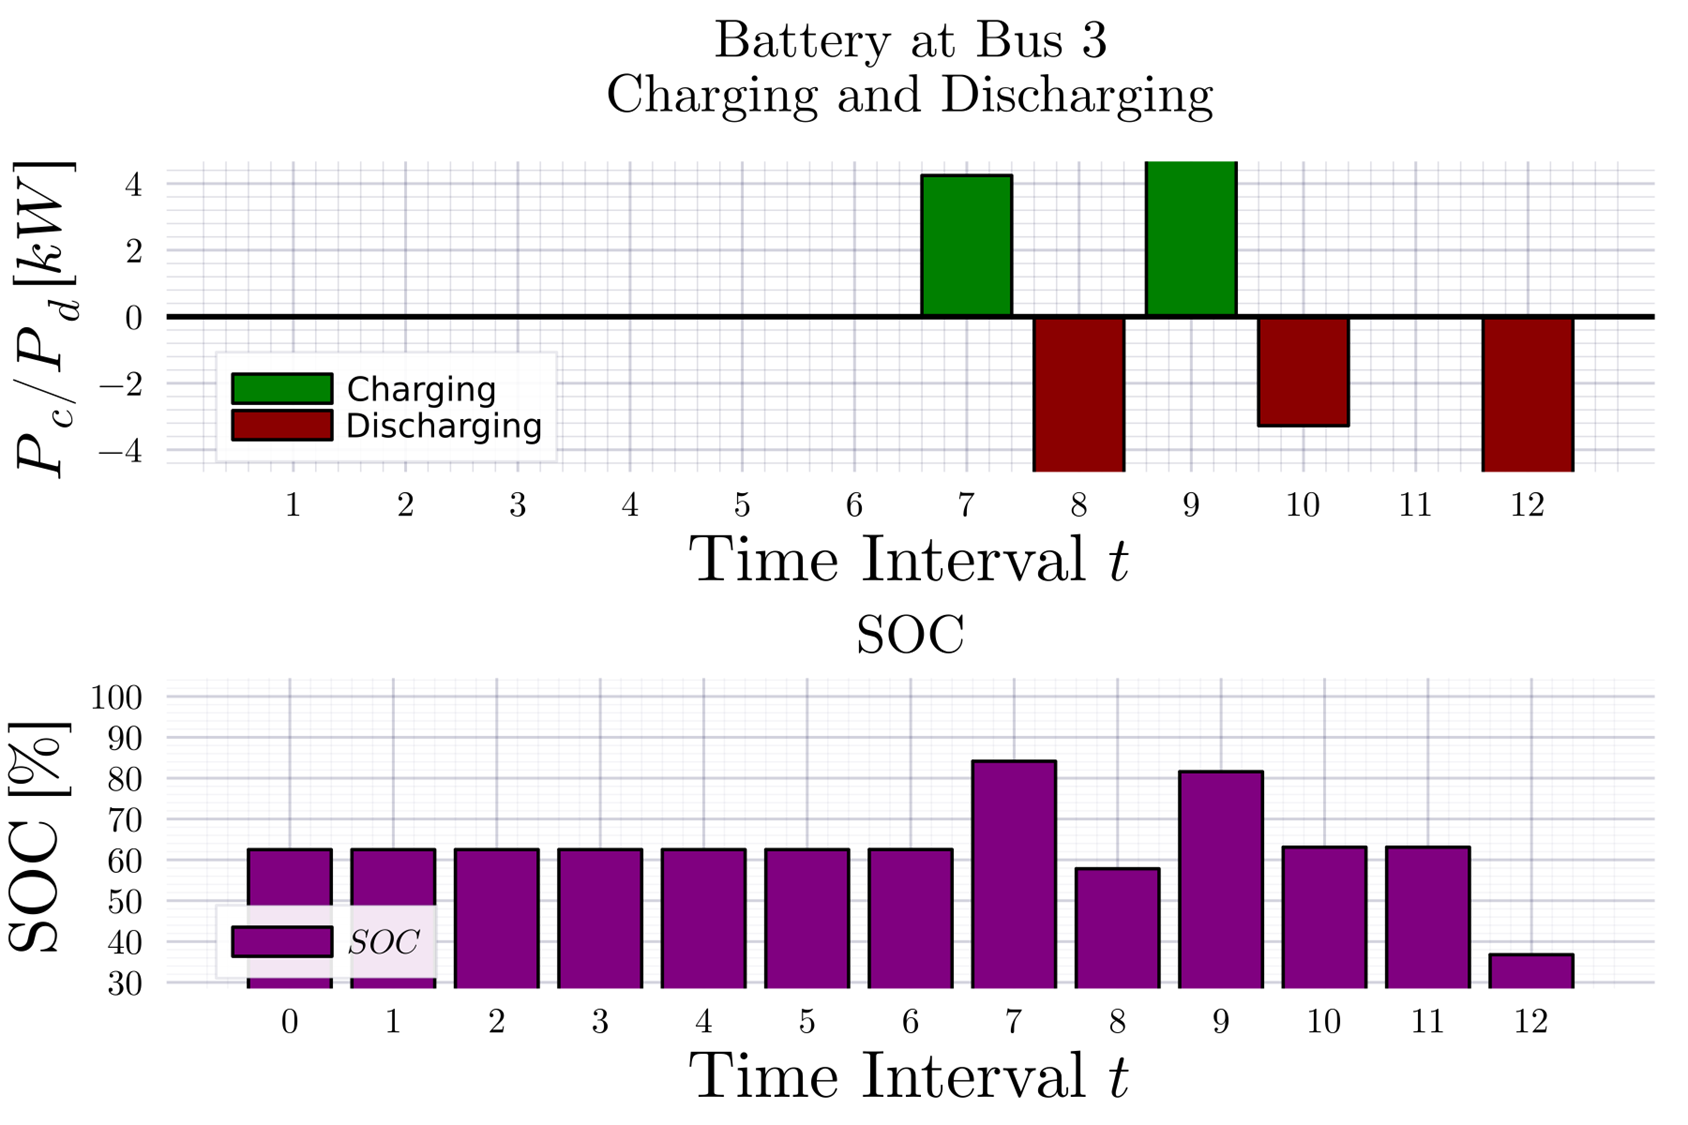 Battery at Bus 3
Charging and Discharging
P_c/P_d [kW]
4
2
0
−2
−4
Charging
Discharging
1 2 3 4 5 6 7 8 9 10 11 12
Time Interval t
SOC
SOC [%]
100
90
80
70
60
50
40
30
SOC
0 1 2 3 4 5 6 7 8 9 10 11 12
Time Interval t